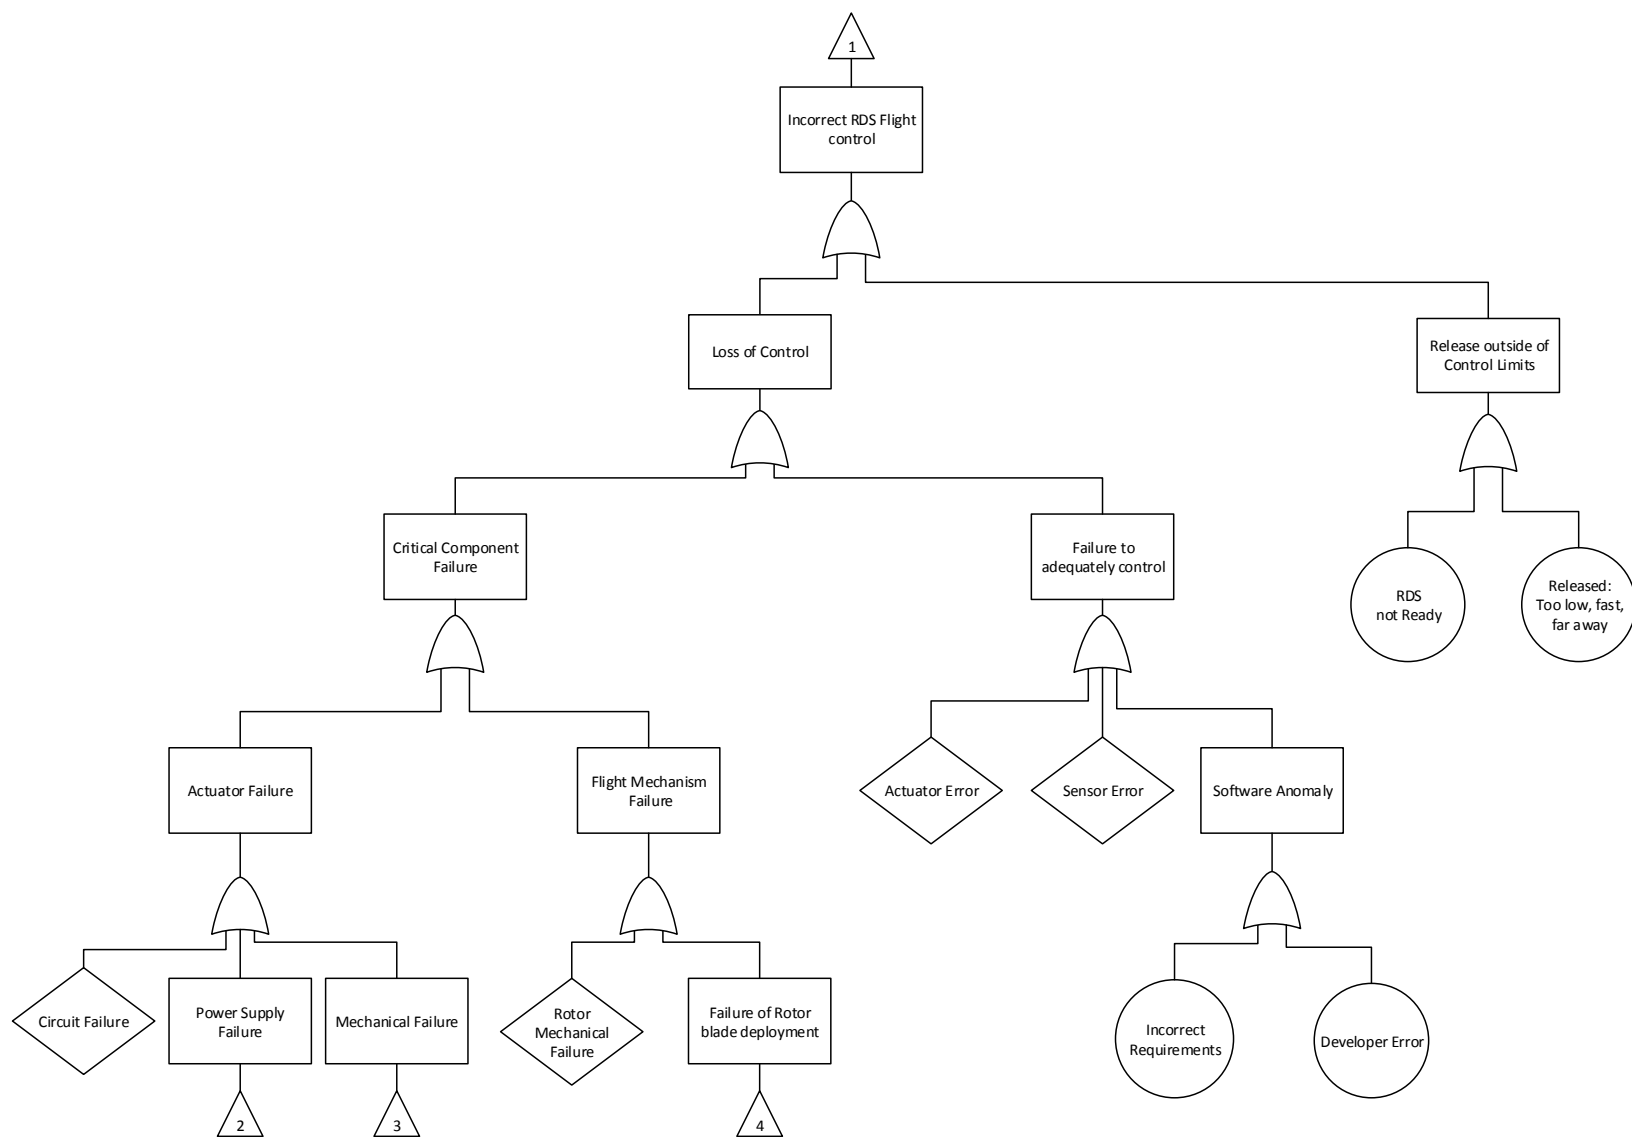 1
Incorrect RDS Flight
control
Loss of Control
Release outside of
Control Limits
Critical Component
Failure
Failure to
adequately control
RDS
not Ready
Released:
Too low, fast,
far away
Actuator Failure
Flight Mechanism
Failure
Actuator Error
Sensor Error
Software Anomaly
Circuit Failure
Power Supply
Failure
Mechanical Failure
Rotor
Mechanical
Failure
Failure of Rotor
blade deployment
Incorrect
Requirements
Developer Error
2
3
4